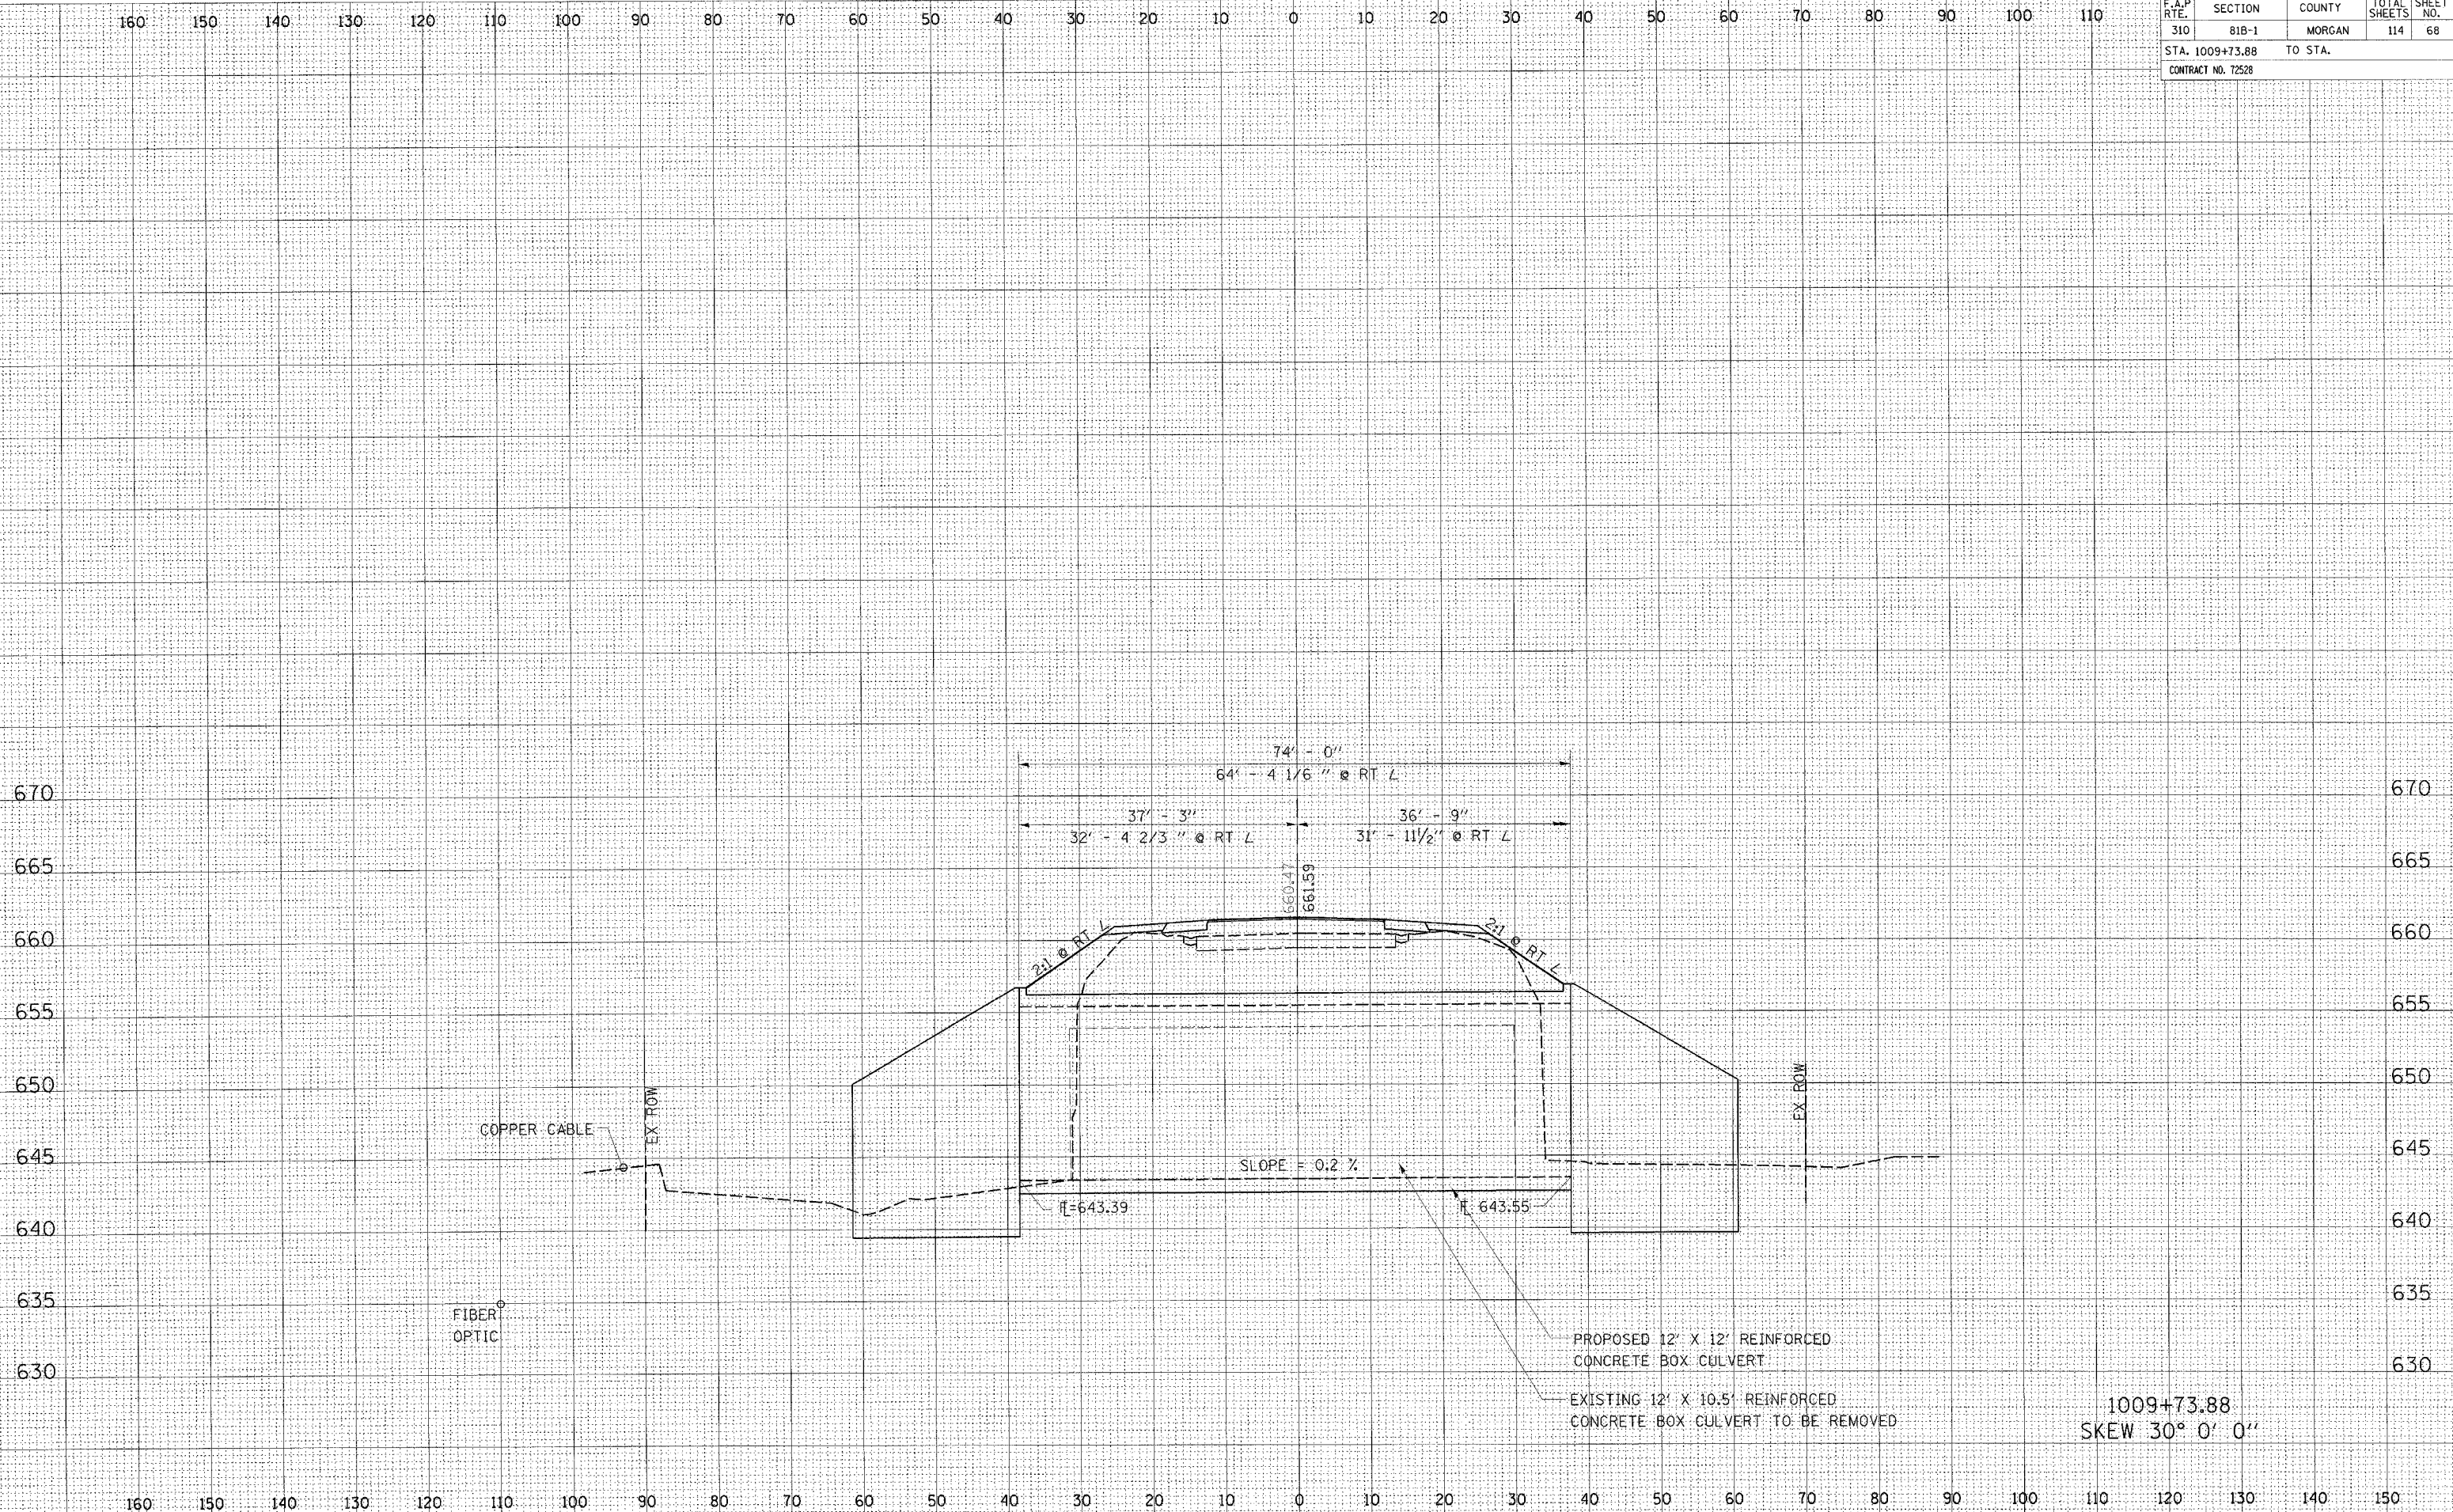 160 150 140 130 120 110 100 90 80 70 60 50 40 30 20 10 0 10 20 30 40 50 60 70 80 90 100 110
F.A.P RTE. SECTION COUNTY TOTAL SHEETS SHEET NO.
310 81B-1 MORGAN 114 68
STA. 1009+73.88 TO STA.
CONTRACT NO. 72528
74' - 0"
64' - 4 1/6 " @ RT ∠
670 670
37' - 3" 36' - 9"
32' - 4 2/3 " @ RT ∠ 31' - 11 1/2" @ RT ∠
665 665
660.47
661.59
660 660
2:1 @ RT ∠
2:1 @ RT ∠
655 655
650 650
EX ROW
EX ROW
COPPER CABLE
645 645
SLOPE = 0.2 %
FL=643.39
FL 643.55
640 640
635 635
FIBER
OPTIC
PROPOSED 12' X 12' REINFORCED
CONCRETE BOX CULVERT
630 630
EXISTING 12' X 10.5' REINFORCED
CONCRETE BOX CULVERT TO BE REMOVED
1009+73.88
SKEW 30° 0' 0"
160 150 140 130 120 110 100 90 80 70 60 50 40 30 20 10 0 10 20 30 40 50 60 70 80 90 100 110 120 130 140 150